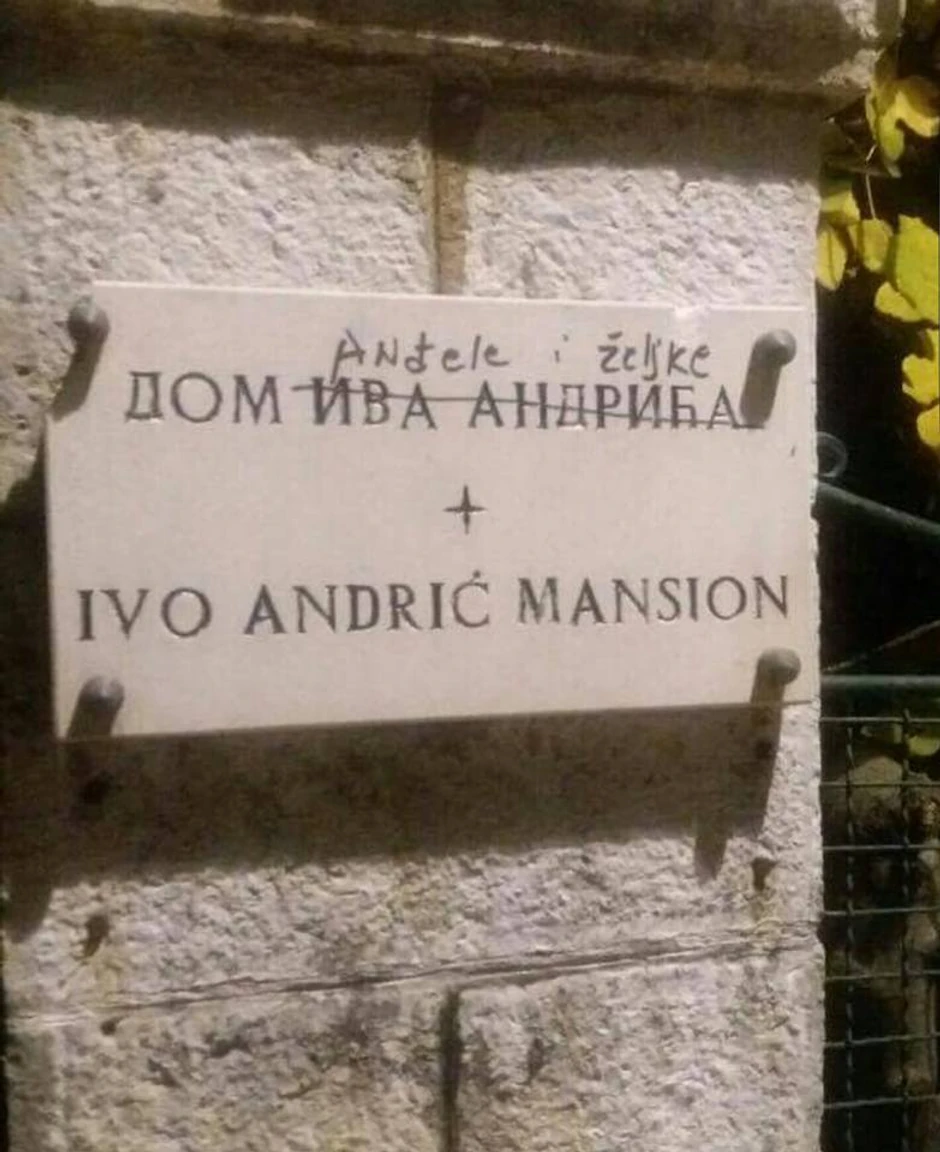 Anđele i željke
ДОМ ИВА АНДРИЋА
IVO ANDRIĆ MANSION